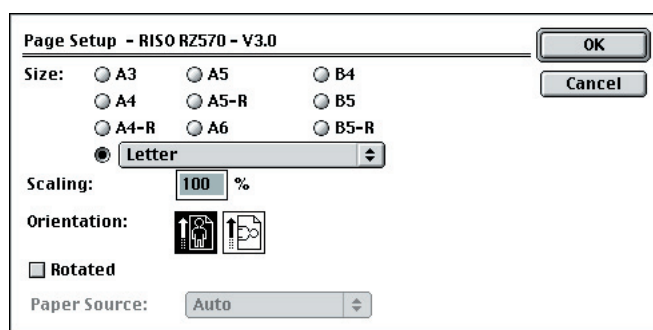 Page Setup - RISO RZ570 - V3.0
OK
Size: A3 A5 B4
Cancel
A4 A5-R B5
A4-R A6 B5-R
Letter
Scaling: 100 %
Orientation:
Rotated
Paper Source: Auto